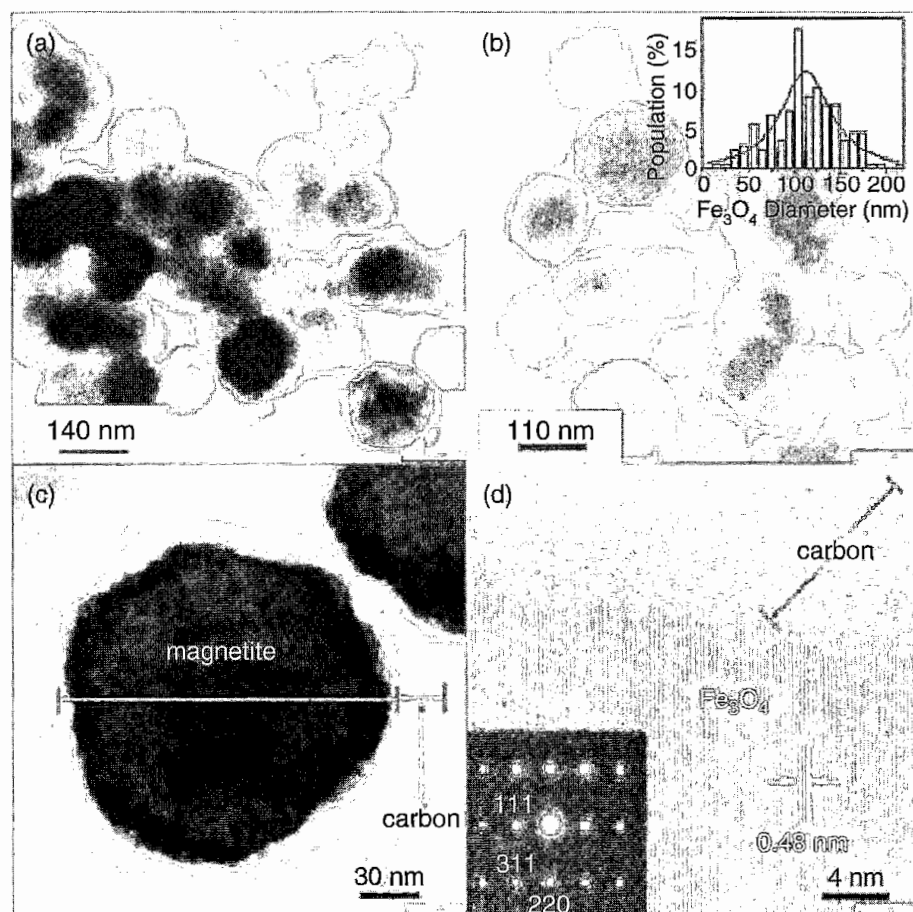 (a)
140 nm
(b)
Population (%)
15
10
5
0
0 50 100 150 200
Fe₃O₄ Diameter (nm)
110 nm
(c)
magnetite
carbon
30 nm
(d)
carbon
Fe₃O₄
0.48 nm
4 nm
111
311
220